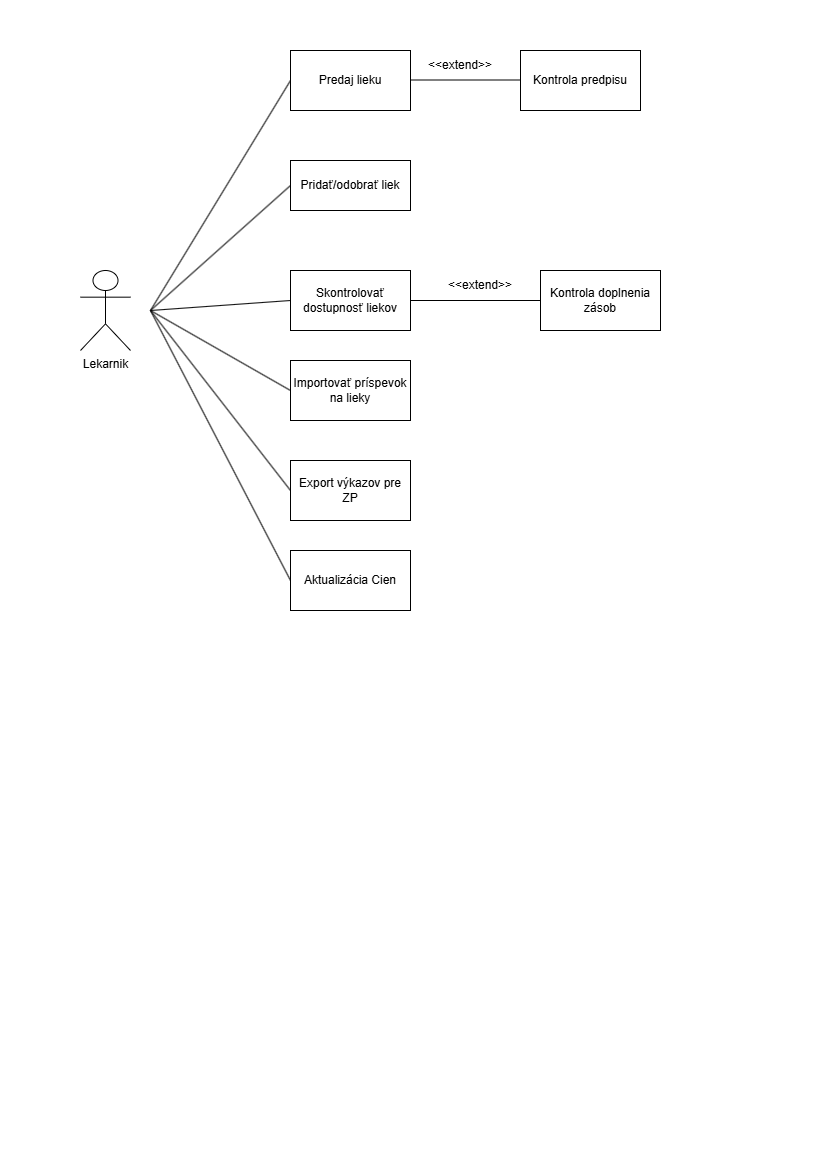 Predaj lieku
<<extend>>
Kontrola predpisu
Pridať/odobrať liek
Skontrolovať
dostupnosť liekov
<<extend>>
Kontrola doplnenia
zásob
Lekarnik
Importovať príspevok
na lieky
Export výkazov pre
ZP
Aktualizácia Cien